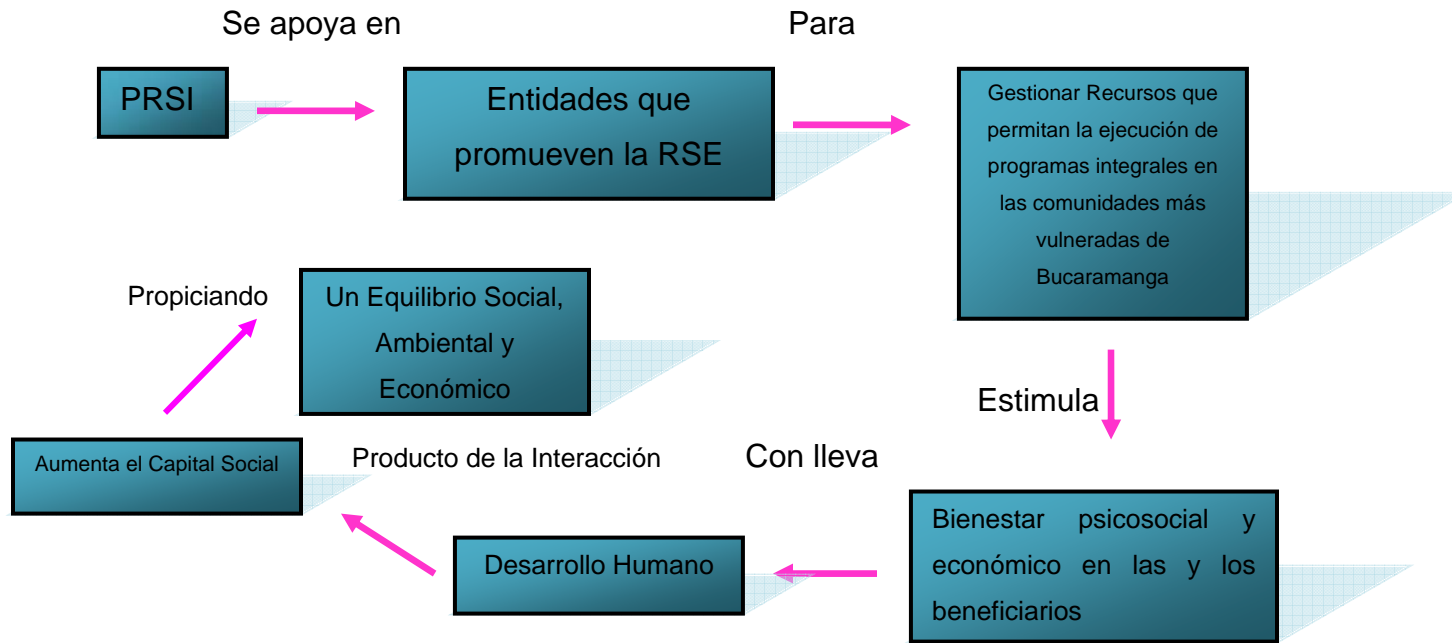 Se apoya en
Para
PRSI
Entidades que
promueven la RSE
Gestionar Recursos que
permitan la ejecución de
programas integrales en
las comunidades más
vulneradas de
Bucaramanga
Estimula
Bienestar psicosocial y
económico en las y los
beneficiarios
Con lleva
Desarrollo Humano
Producto de la Interacción
Aumenta el Capital Social
Propiciando
Un Equilibrio Social,
Ambiental y
Económico